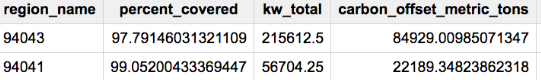 region_name percent_covered kw_total carbon_offset_metric_tons
94043 97.79146031321109 215612.5 84929.00985071347
94041 99.05200433369447 56704.25 22189.34823862318